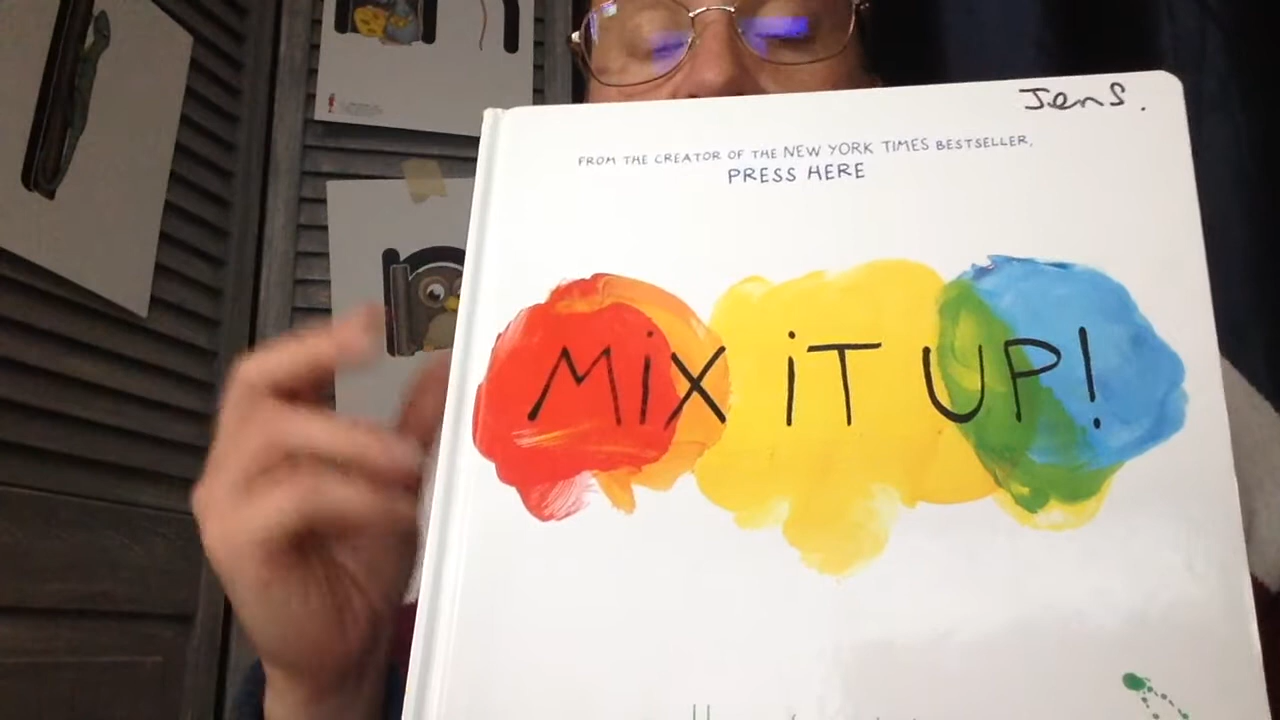 Jens.
FROM THE CREATOR OF THE NEW YORK TIMES BESTSELLER,
PRESS HERE
MiX iT UP!